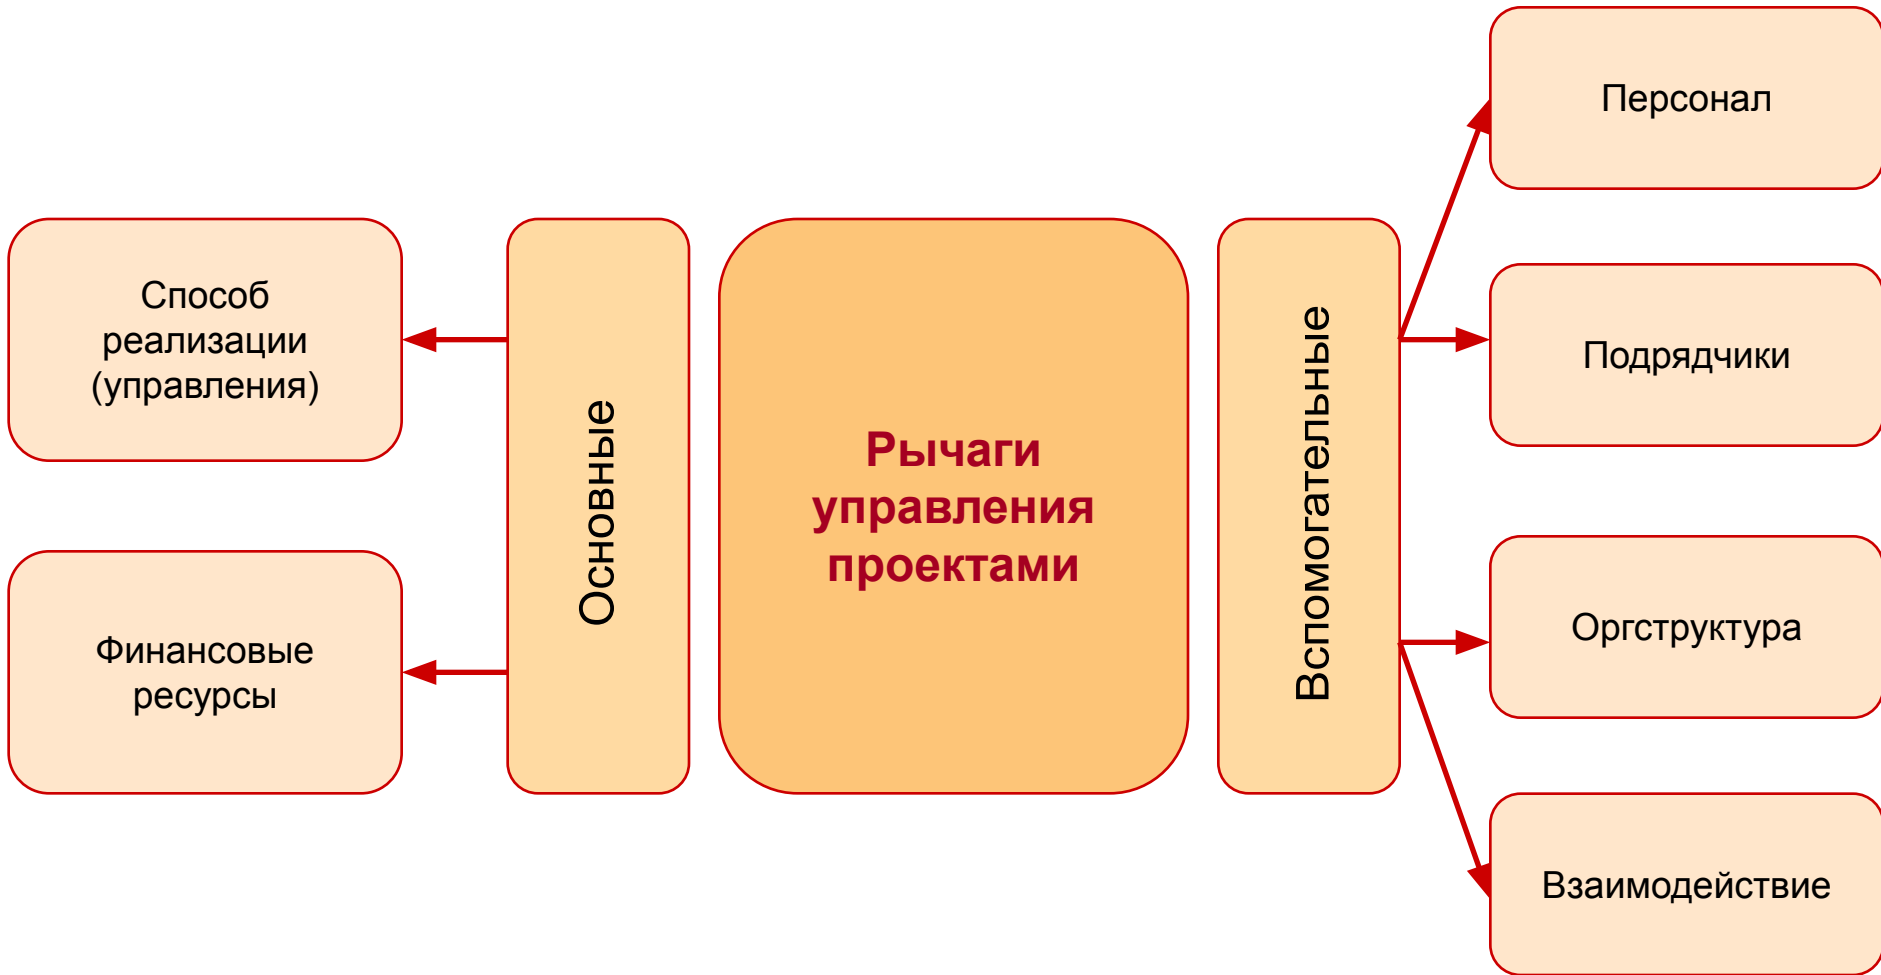 Способ
реализации
(управления)
Финансовые
ресурсы
Основные
Рычаги
управления
проектами
Вспомогательные
Персонал
Подрядчики
Оргструктура
Взаимодействие